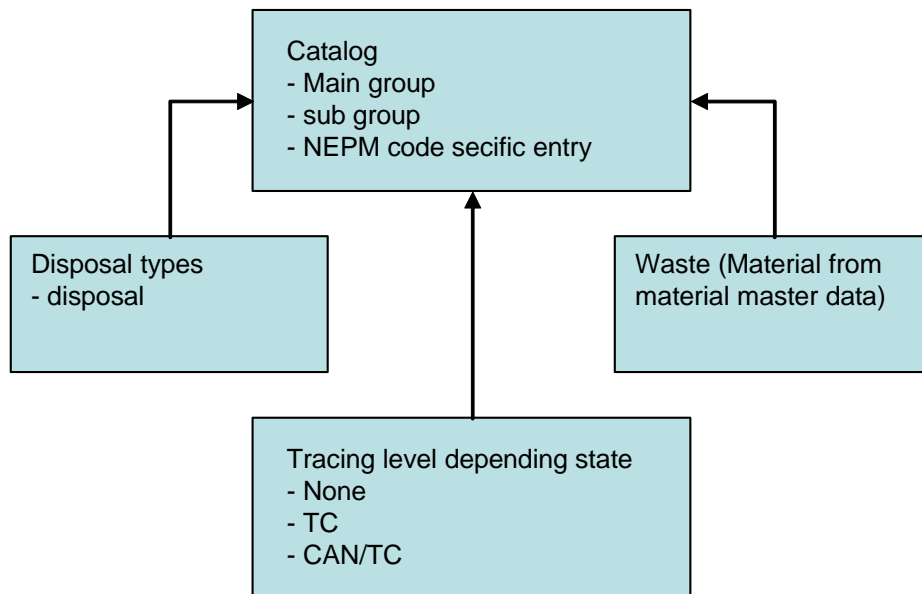 Catalog
- Main group
- sub group
- NEPM code secific entry
Disposal types
- disposal
Waste (Material from
material master data)
Tracing level depending state
- None
- TC
- CAN/TC